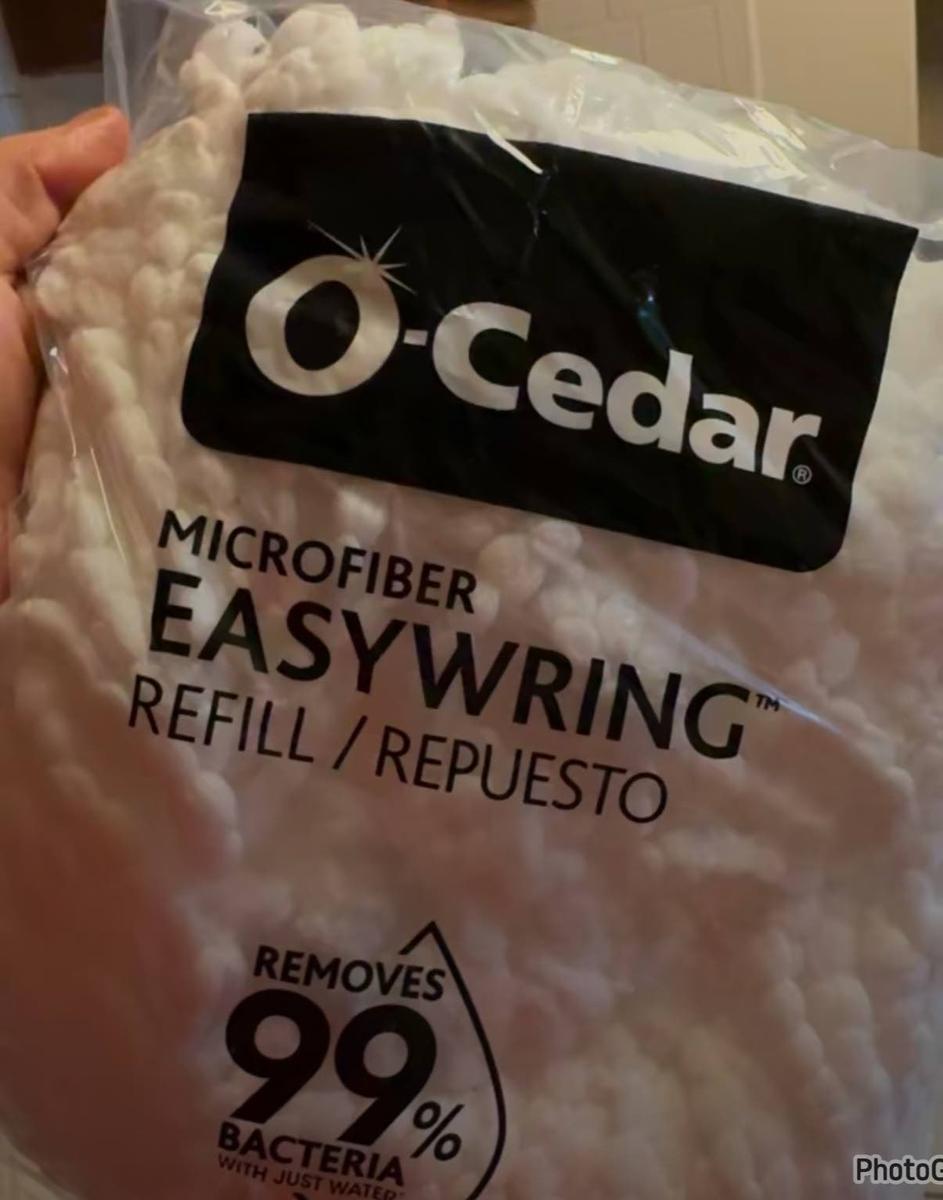 O-Cedar®
MICROFIBER
EASYWRING™
REFILL / REPUESTO
REMOVES
99%
BACTERIA
WITH JUST WATER*
PhotoG